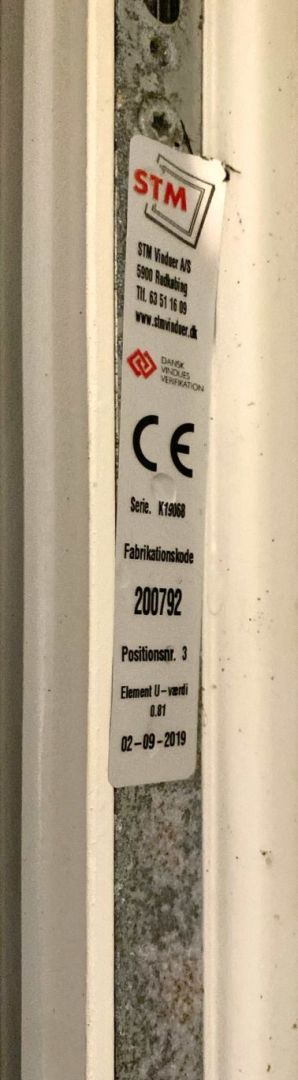 STM
STM Vinduer A/S
5900 Rudkøbing
Tlf. 63 51 16 09
www.stmvinduer.dk
DANSK
VINDUES
VERIFIKATION
CE
Serie. K19068
Fabrikationskode
200792
Positionsnr. 3
Element U-værdi
0.81
02-09-2019